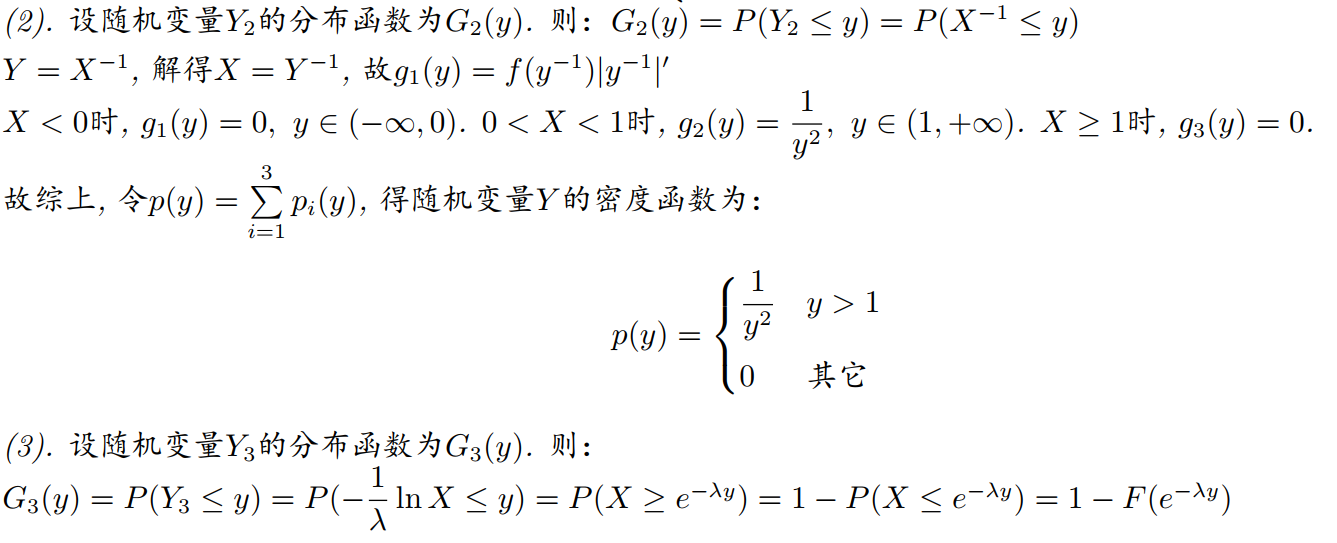 (2). 设随机变量Y₂的分布函数为G₂(y). 则: G₂(y) = P(Y₂ ≤ y) = P(X⁻¹ ≤ y)
Y = X⁻¹, 解得X = Y⁻¹, 故g₁(y) = f(y⁻¹)|y⁻¹|′
X < 0时, g₁(y) = 0, y ∈ (−∞, 0). 0 < X < 1时, g₂(y) = 1/y², y ∈ (1, +∞). X ≥ 1时, g₃(y) = 0.
故综上, 令p(y) = ∑_{i=1}^{3} pᵢ(y), 得随机变量Y的密度函数为:
p(y) = { 1/y² y > 1
0 其它
(3). 设随机变量Y₃的分布函数为G₃(y). 则:
G₃(y) = P(Y₃ ≤ y) = P(−1/λ ln X ≤ y) = P(X ≥ e^{−λy}) = 1 − P(X ≤ e^{−λy}) = 1 − F(e^{−λy})